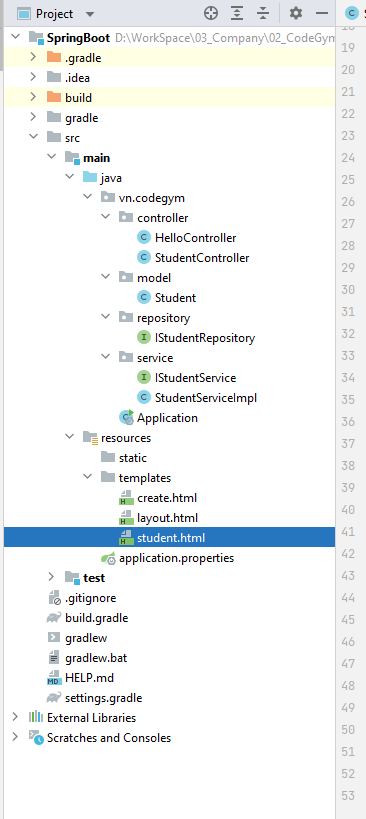 Project
SpringBoot D:\WorkSpace\03_Company\02_CodeGym
.gradle
.idea
build
gradle
src
main
java
vn.codegym
controller
HelloController
StudentController
model
Student
repository
IStudentRepository
service
IStudentService
StudentServiceImpl
Application
resources
static
templates
create.html
layout.html
student.html
application.properties
test
.gitignore
build.gradle
gradlew
gradlew.bat
HELP.md
settings.gradle
External Libraries
Scratches and Consoles
19
20
21
22
23
24
25
26
27
28
29
30
31
32
33
34
35
36
37
38
39
40
41
42
43
44
45
46
47
48
49
50
51
52
53